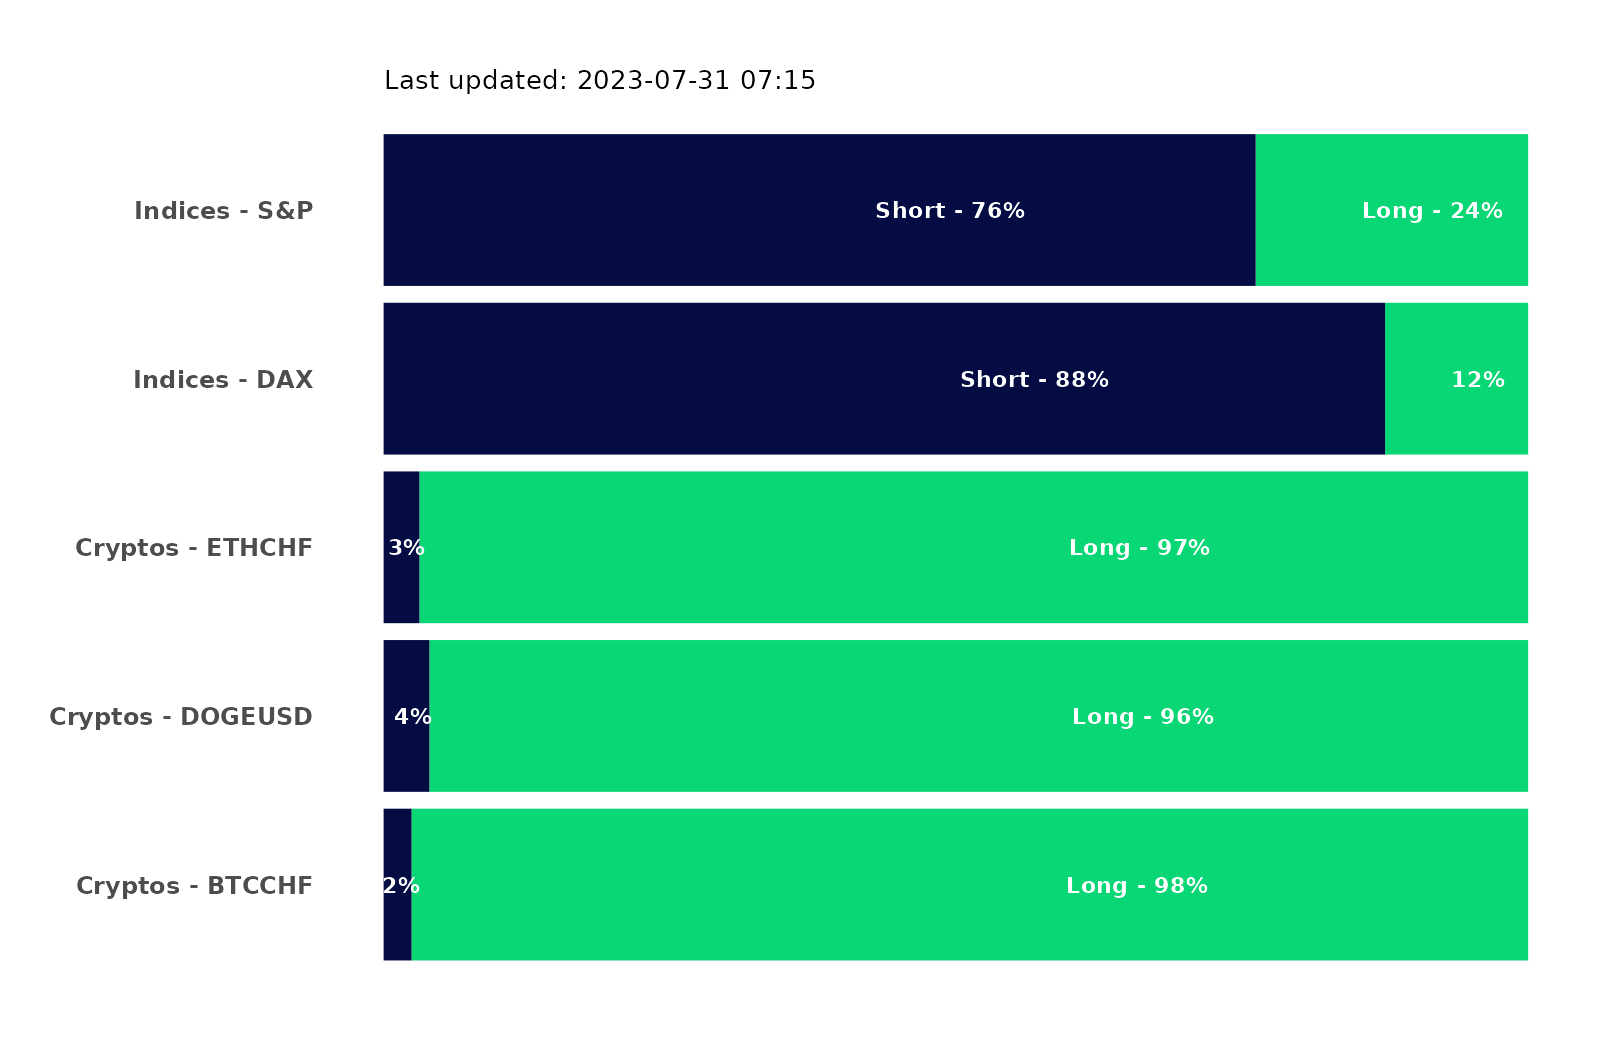 Last updated: 2023-07-31 07:15
Indices - S&P Short - 76% Long - 24%
Indices - DAX Short - 88% 12%
Cryptos - ETHCHF 3% Long - 97%
Cryptos - DOGEUSD 4% Long - 96%
Cryptos - BTCCHF 2% Long - 98%